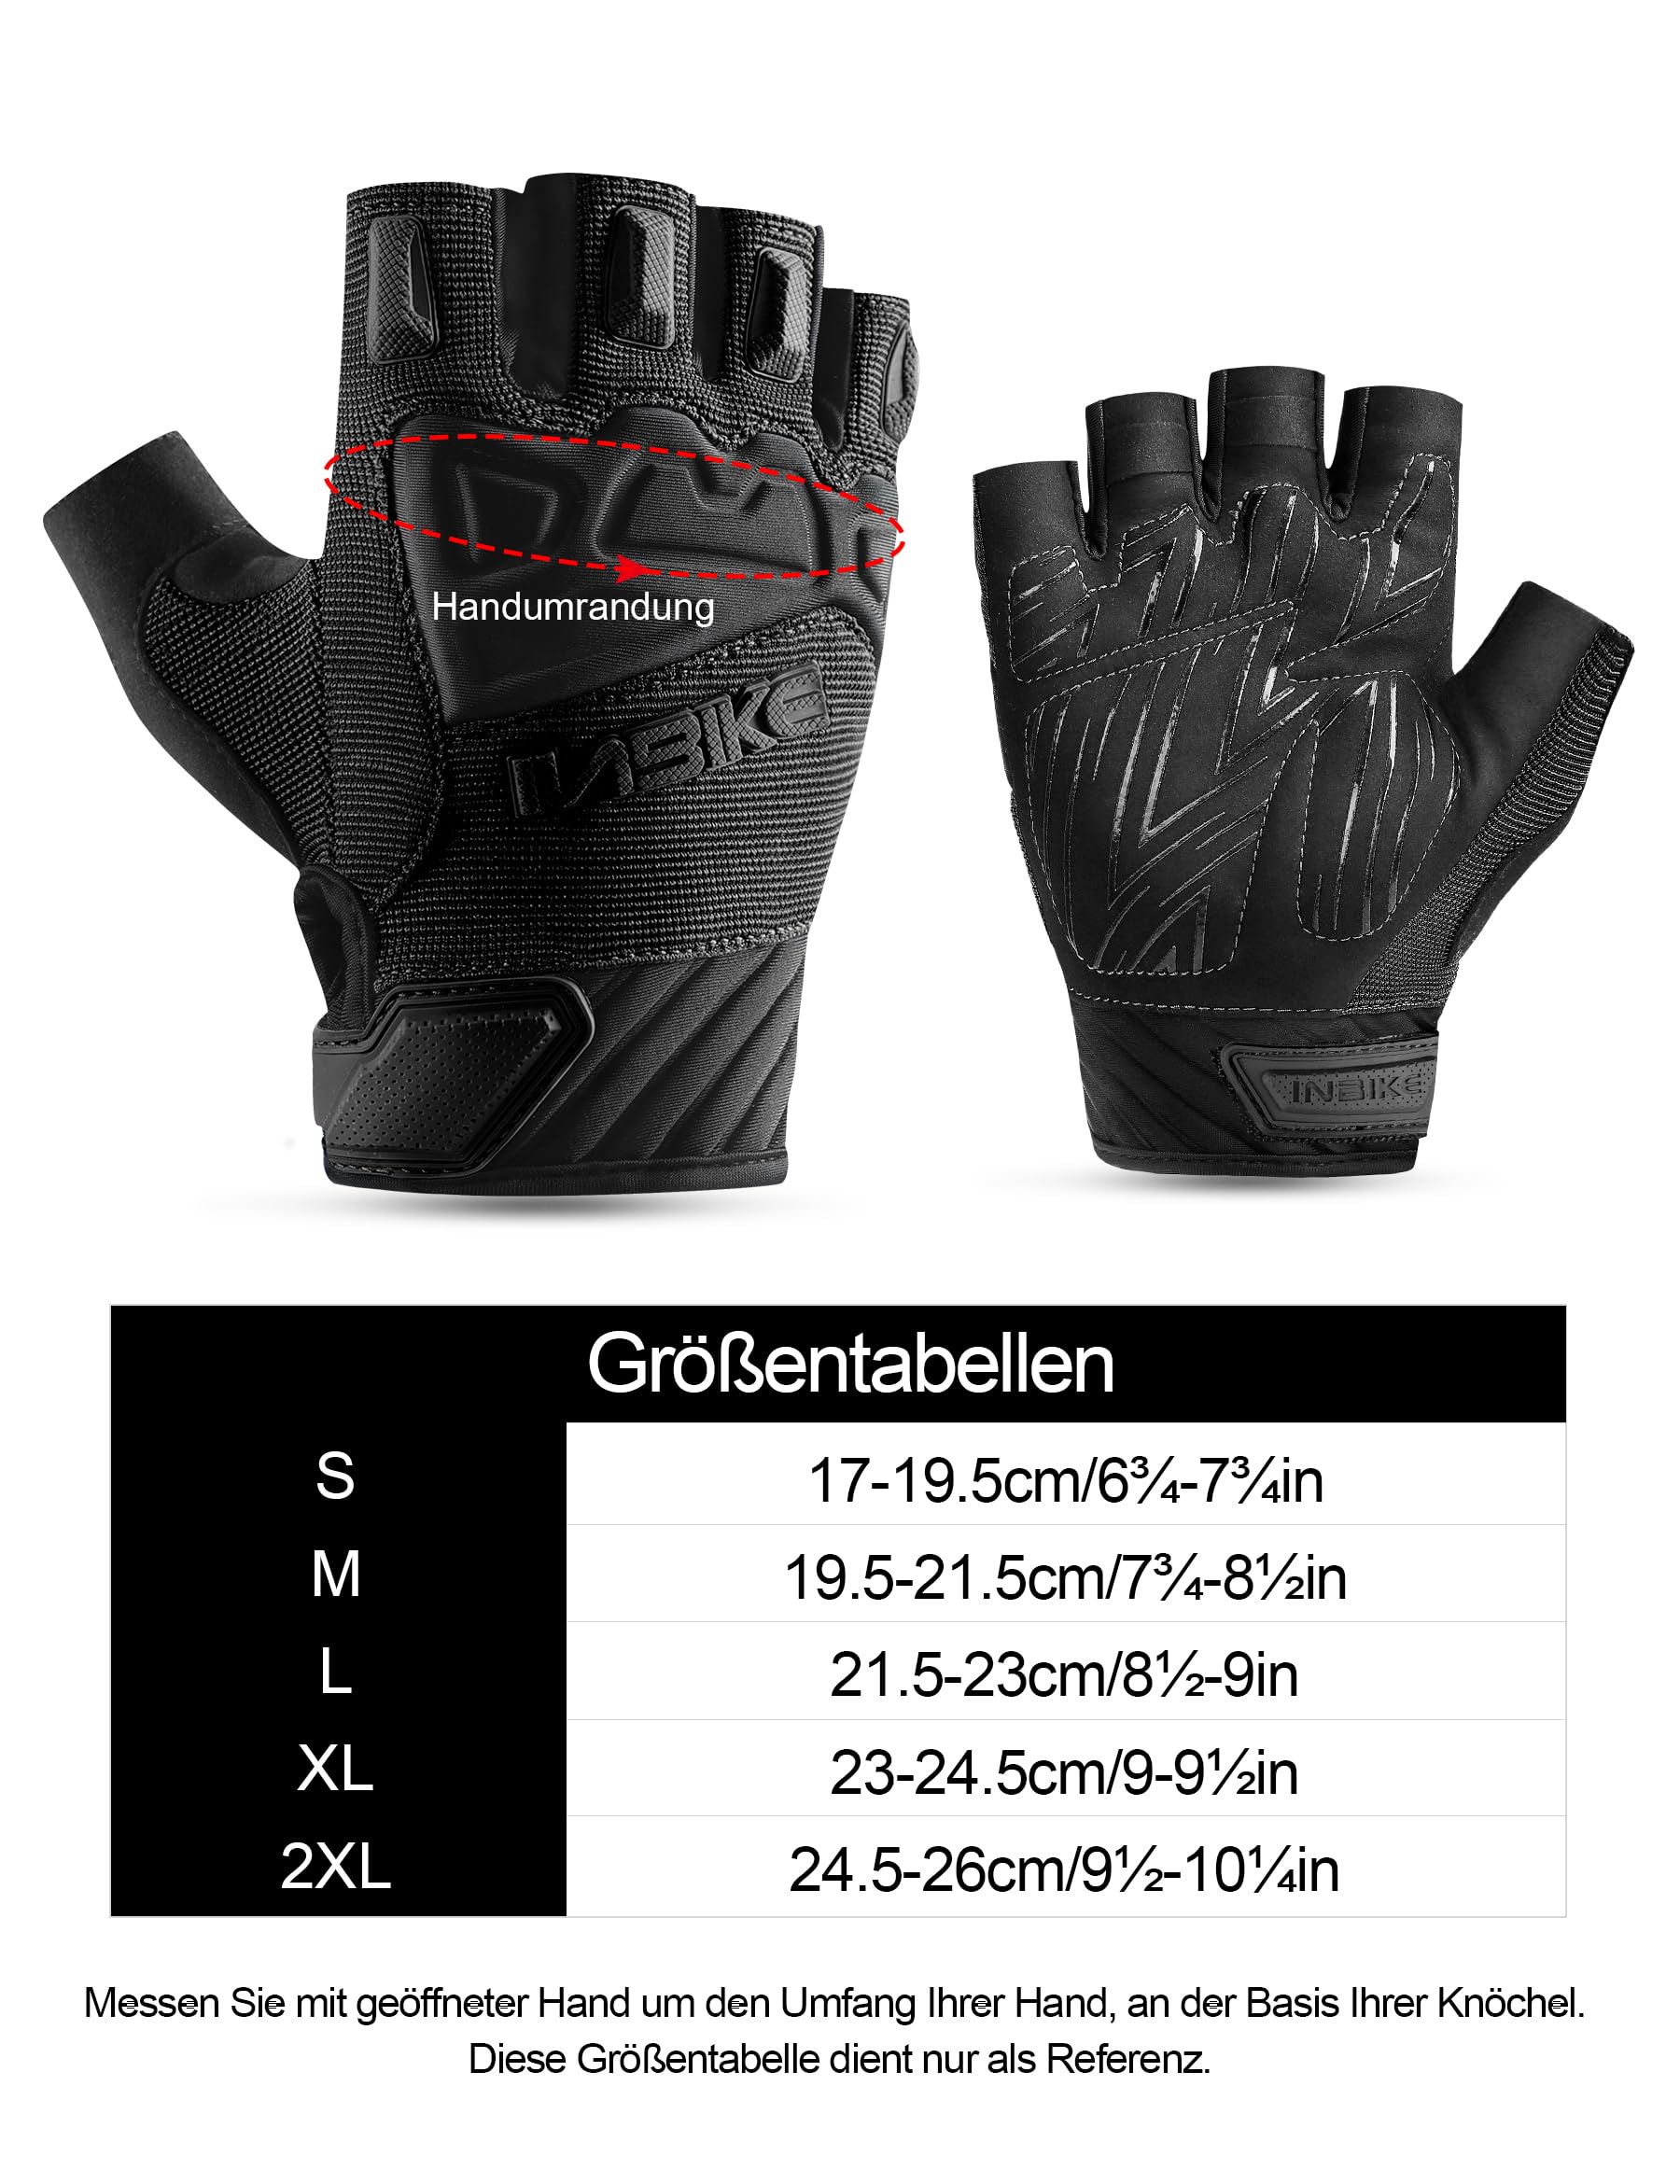 Handumrandung
INBIKE
INBIKE
Größentabellen
S 17-19.5cm/6¾-7¾in
M 19.5-21.5cm/7¾-8½in
L 21.5-23cm/8½-9in
XL 23-24.5cm/9-9½in
2XL 24.5-26cm/9½-10¼in
Messen Sie mit geöffneter Hand um den Umfang Ihrer Hand, an der Basis Ihrer Knöchel.
Diese Größentabelle dient nur als Referenz.